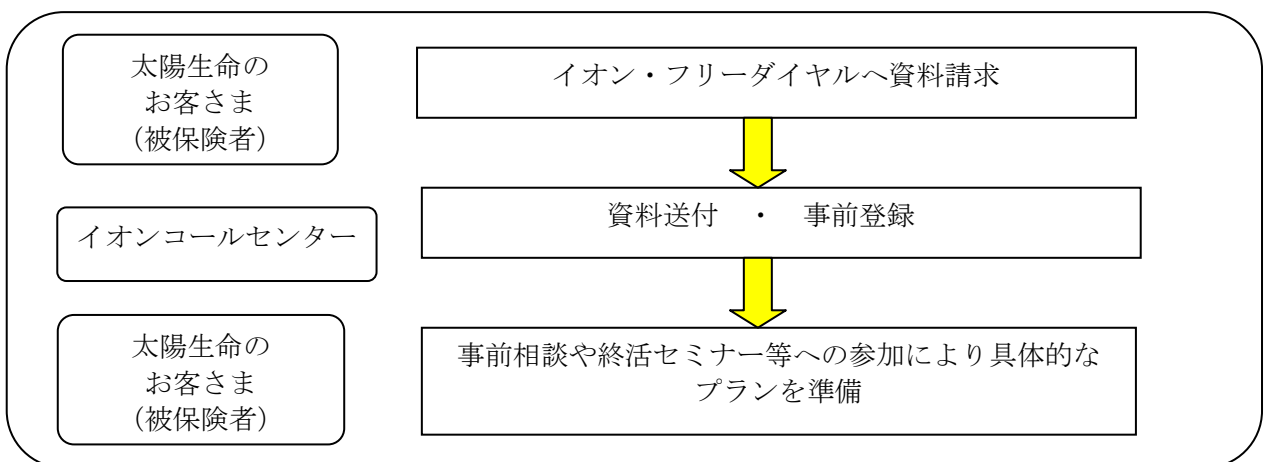 太陽生命の
お客さま
（被保険者）
イオン・フリーダイヤルへ資料請求
イオンコールセンター
資料送付　・　事前登録
太陽生命の
お客さま
（被保険者）
事前相談や終活セミナー等への参加により具体的な
プランを準備